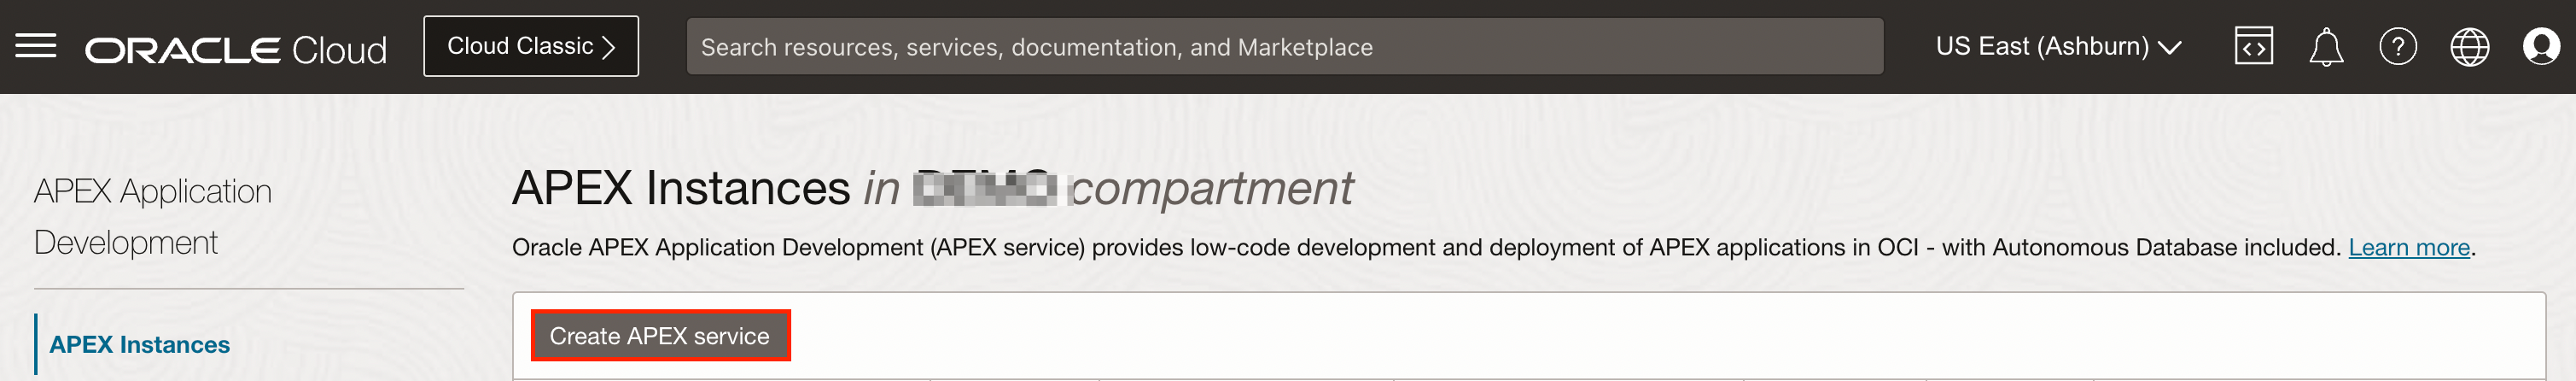 ORACLE Cloud
Cloud Classic
Search resources, services, documentation, and Marketplace
US East (Ashburn)
APEX Application
Development
APEX Instances
APEX Instances in compartment
Oracle APEX Application Development (APEX service) provides low-code development and deployment of APEX applications in OCI - with Autonomous Database included. Learn more.
Create APEX service